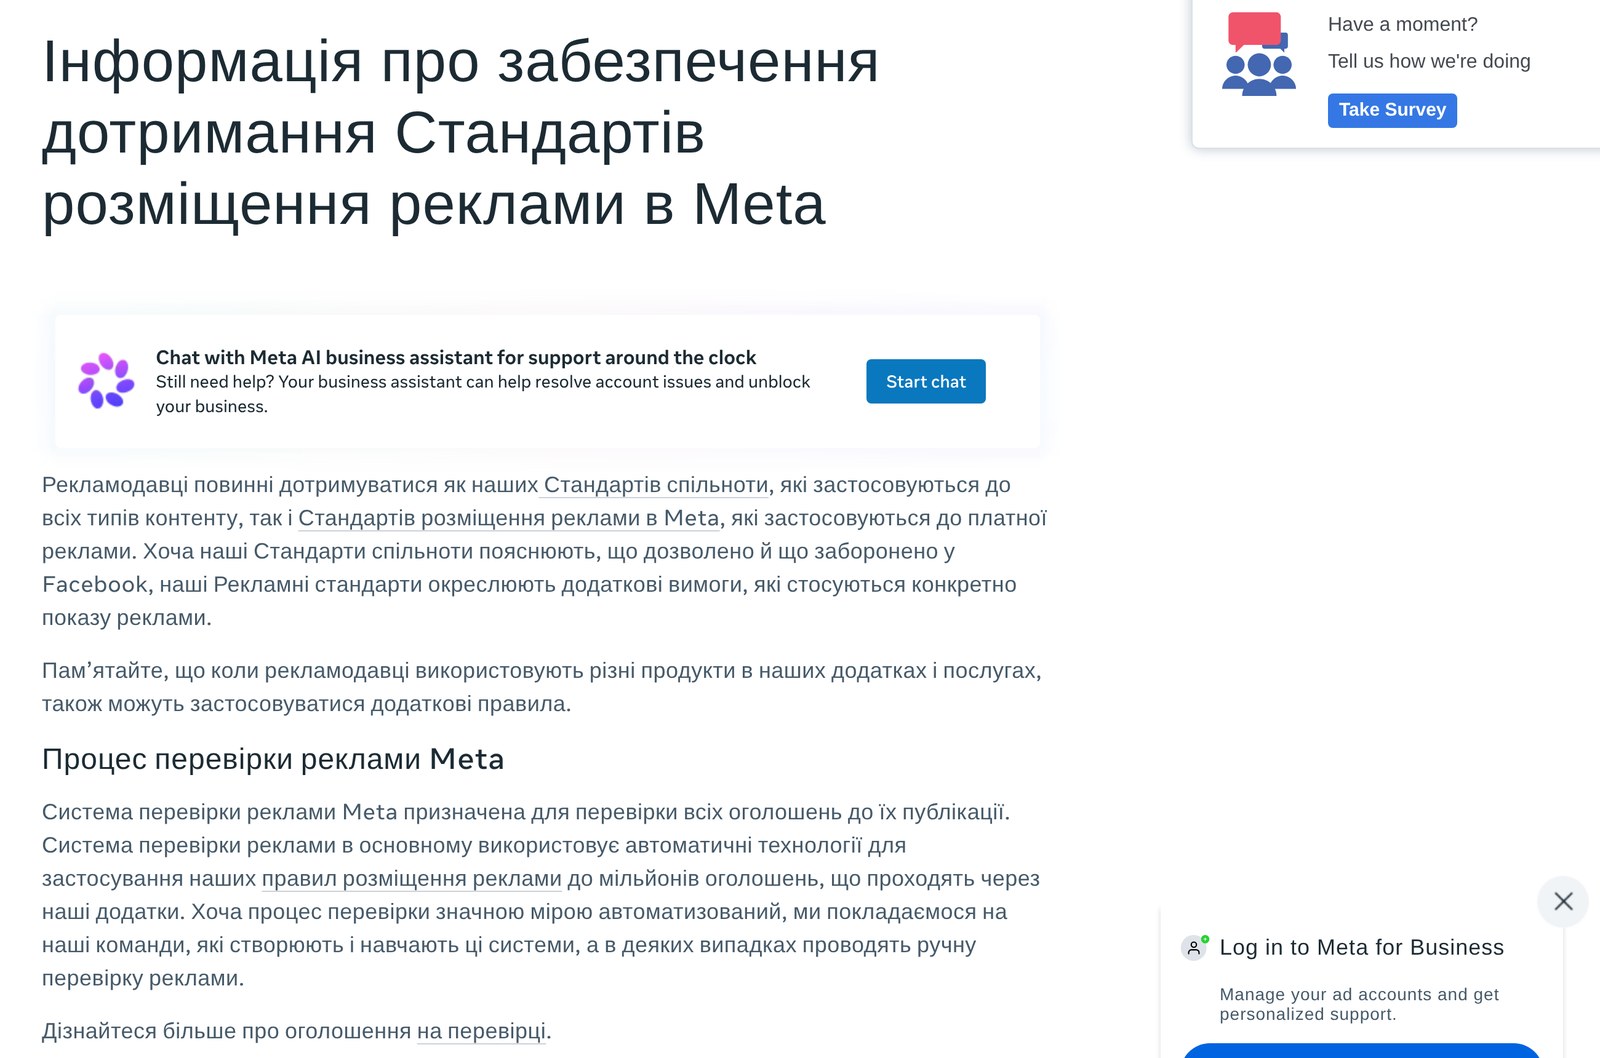 Інформація про забезпечення
дотримання Стандартів
розміщення реклами в Meta
Have a moment?
Tell us how we're doing
Take Survey
Chat with Meta AI business assistant for support around the clock
Still need help? Your business assistant can help resolve account issues and unblock
your business.
Start chat
Рекламодавці повинні дотримуватися як наших Стандартів спільноти, які застосовуються до
всіх типів контенту, так і Стандартів розміщення реклами в Meta, які застосовуються до платної
реклами. Хоча наші Стандарти спільноти пояснюють, що дозволено й що заборонено у
Facebook, наші Рекламні стандарти окреслюють додаткові вимоги, які стосуються конкретно
показу реклами.
Пам’ятайте, що коли рекламодавці використовують різні продукти в наших додатках і послугах,
також можуть застосовуватися додаткові правила.
Процес перевірки реклами Meta
Система перевірки реклами Meta призначена для перевірки всіх оголошень до їх публікації.
Система перевірки реклами в основному використовує автоматичні технології для
застосування наших правил розміщення реклами до мільйонів оголошень, що проходять через
наші додатки. Хоча процес перевірки значною мірою автоматизований, ми покладаємося на
наші команди, які створюють і навчають ці системи, а в деяких випадках проводять ручну
перевірку реклами.
Дізнайтеся більше про оголошення на перевірці.
Log in to Meta for Business
Manage your ad accounts and get
personalized support.